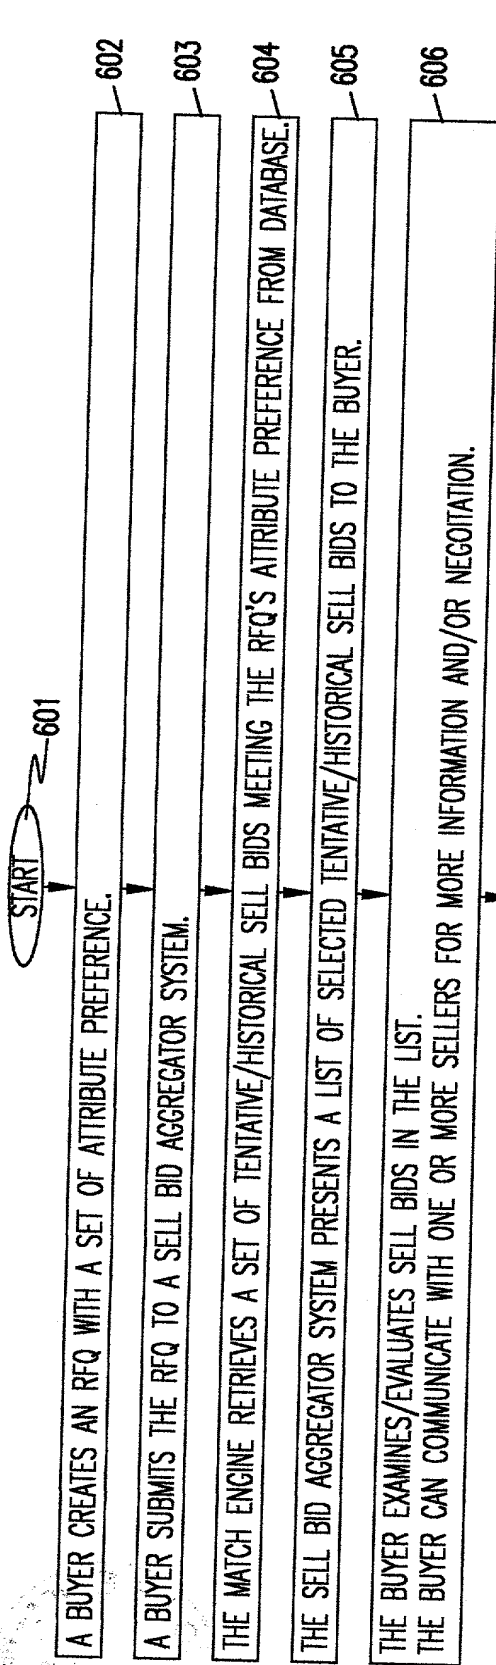 START
601
A BUYER CREATES AN RFQ WITH A SET OF ATTRIBUTE PREFERENCE.
602
A BUYER SUBMITS THE RFQ TO A SELL BID AGGREGATOR SYSTEM.
603
THE MATCH ENGINE RETRIEVES A SET OF TENTATIVE/HISTORICAL SELL BIDS MEETING THE RFQ'S ATTRIBUTE PREFERENCE FROM DATABASE.
604
THE SELL BID AGGREGATOR SYSTEM PRESENTS A LIST OF SELECTED TENTATIVE/HISTORICAL SELL BIDS TO THE BUYER.
605
THE BUYER EXAMINES/EVALUATES SELL BIDS IN THE LIST.
THE BUYER CAN COMMUNICATE WITH ONE OR MORE SELLERS FOR MORE INFORMATION AND/OR NEGOITATION.
606